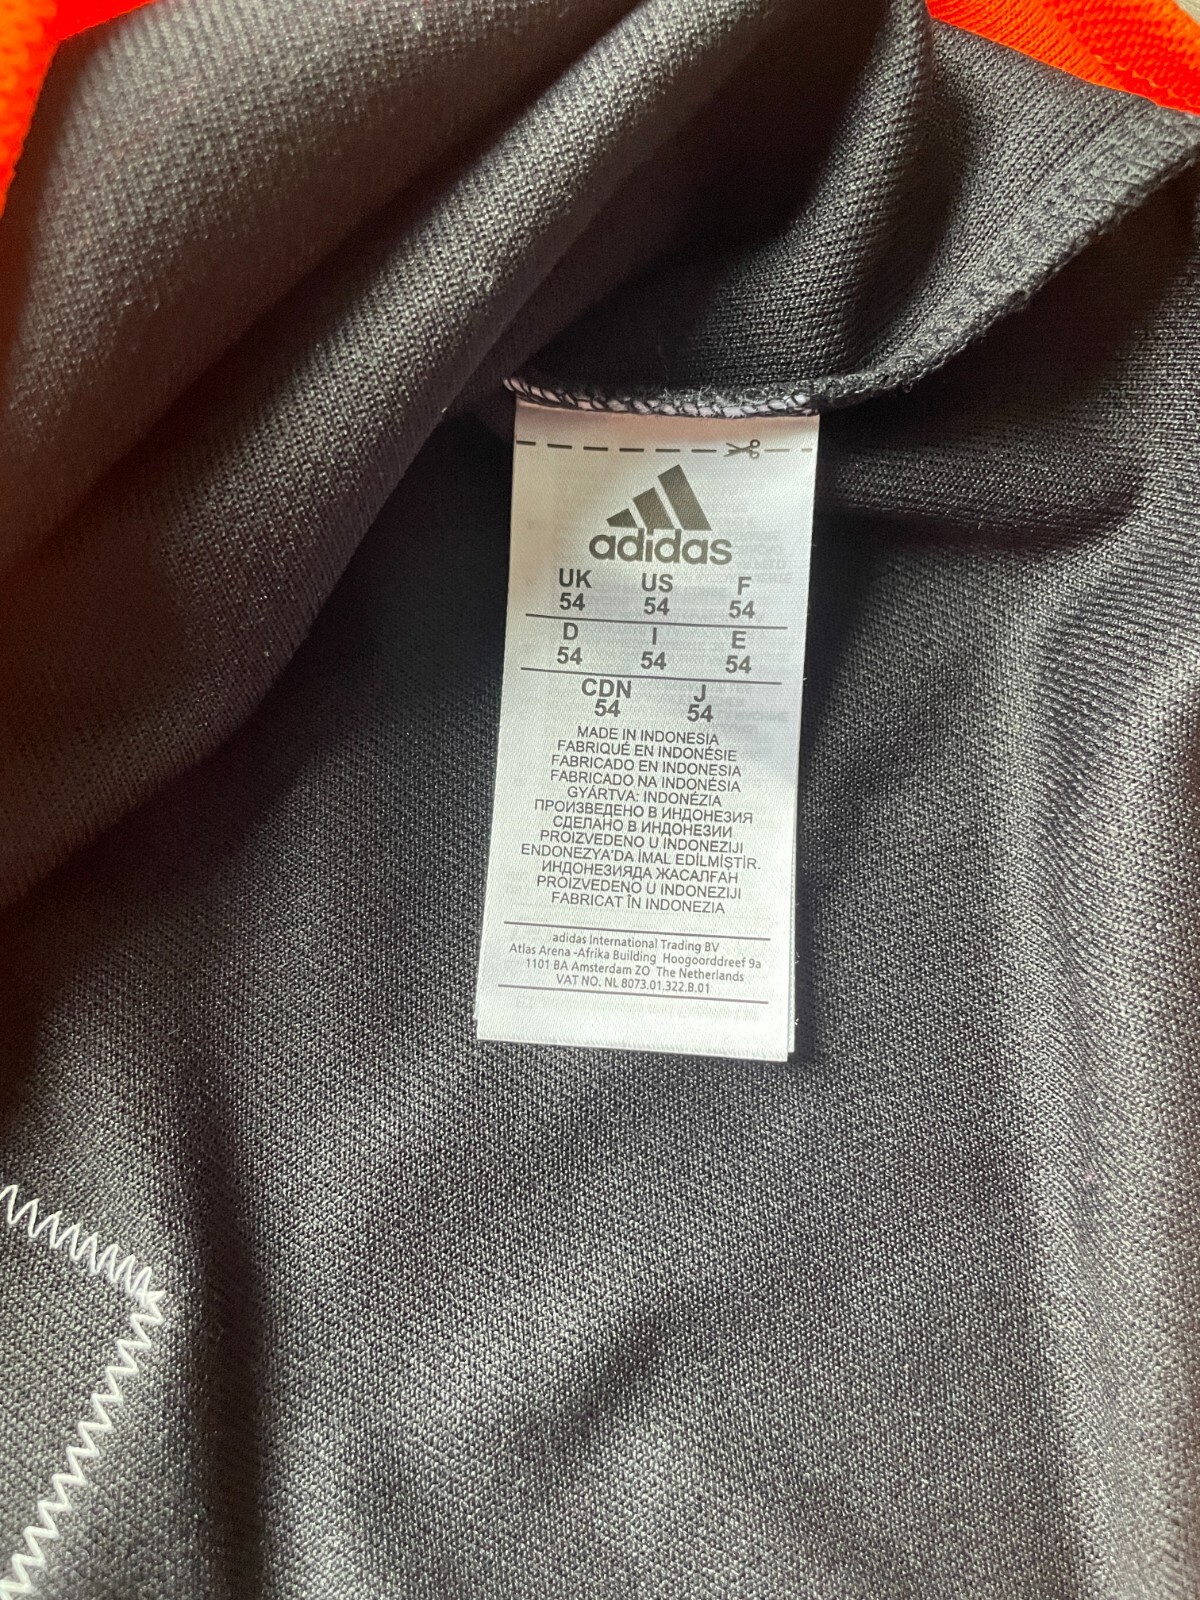 adidas
UK US F
54 54 54
D I E
54 54 54
CDN J
54 54
MADE IN INDONESIA
FABRIQUÉ EN INDONÉSIE
FABRICADO EN INDONESIA
FABRICADO NA INDONÉSIA
GYÁRTVA: INDONÉZIA
ПРОИЗВЕДЕНО В ИНДОНЕЗИЯ
СДЕЛАНО В ИНДОНЕЗИИ
PROIZVEDENO U INDONEZIJI
ENDONEZYA'DA İMAL EDİLMİŞTİR.
ИНДОНЕЗИЯДА ЖАСАЛҒАН
PROIZVEDENO U INDONEZIJI
FABRICAT ÎN INDONEZIA
adidas International Trading BV
Atlas Arena -Afrika Building Hoogoorddreef 9a
1101 BA Amsterdam ZO The Netherlands
VAT NO. NL 8073.01.322.B.01